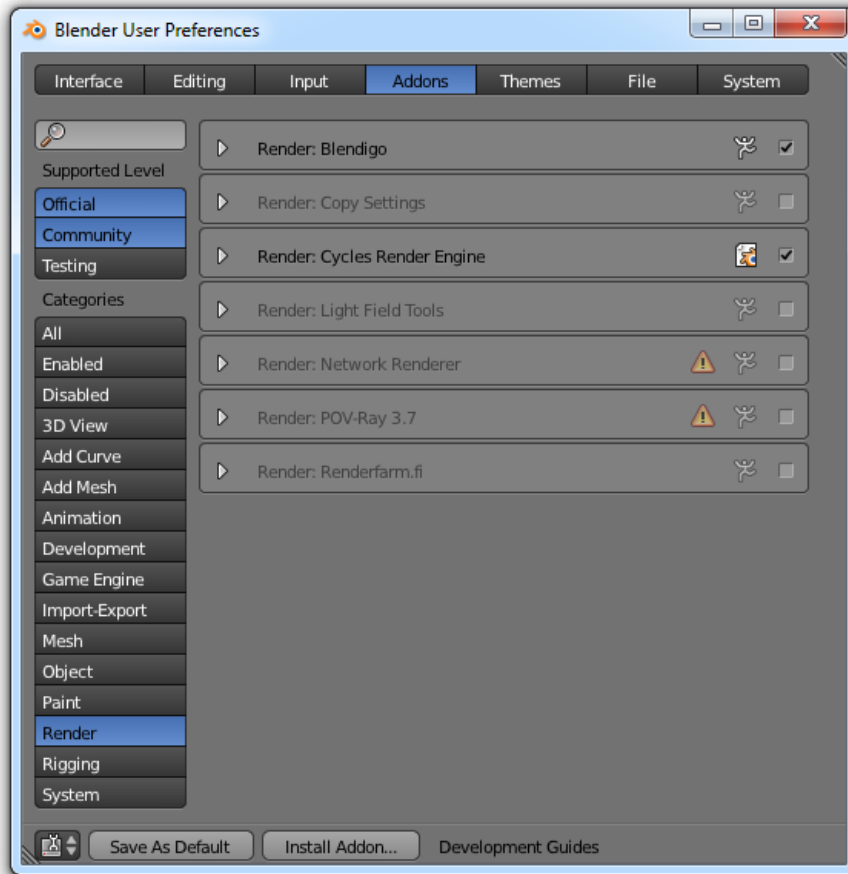 Blender User Preferences
Interface Editing Input Addons Themes File System
Supported Level
Official
Community
Testing
Categories
All
Enabled
Disabled
3D View
Add Curve
Add Mesh
Animation
Development
Game Engine
Import-Export
Mesh
Object
Paint
Render
Rigging
System
Render: Blendigo
Render: Copy Settings
Render: Cycles Render Engine
Render: Light Field Tools
Render: Network Renderer
Render: POV-Ray 3.7
Render: Renderfarm.fi
Save As Default Install Addon... Development Guides